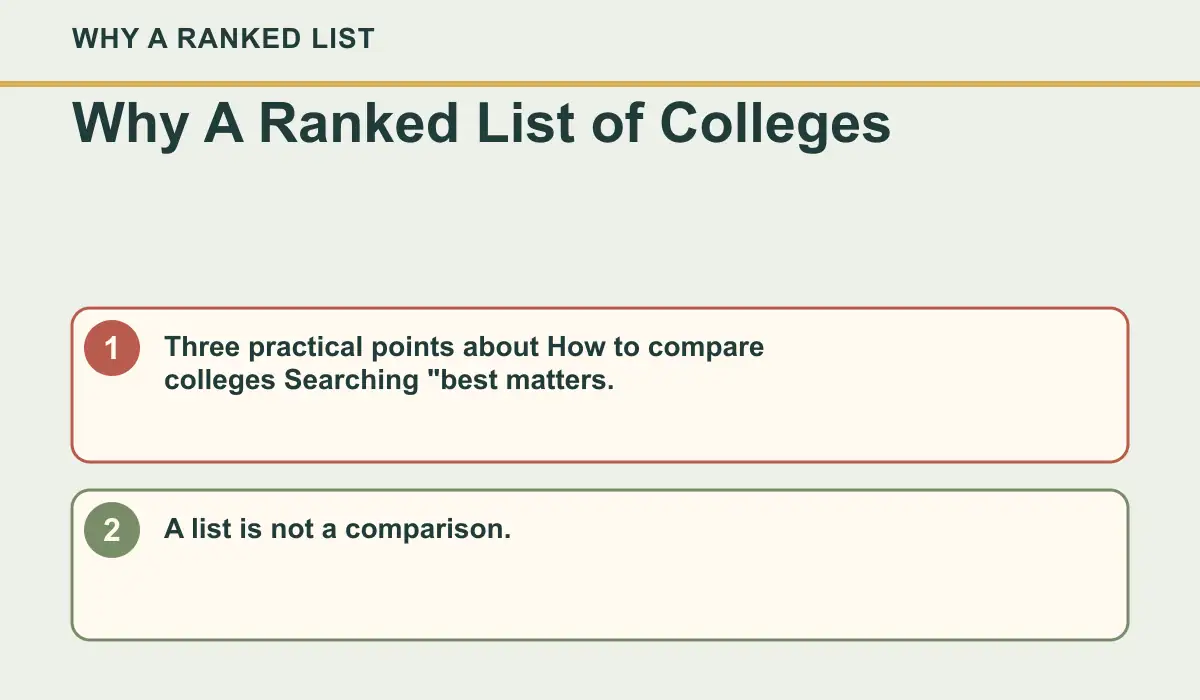 WHY A RANKED LIST
Why A Ranked List of Colleges
1
Three practical points about How to compare
colleges Searching "best matters.
2
A list is not a comparison.